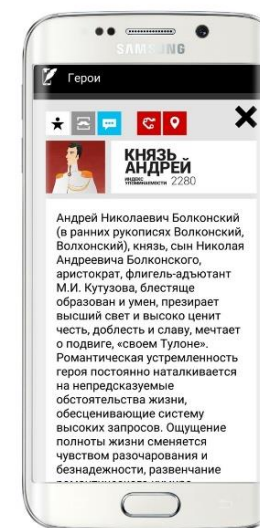 SAMSUNG
Герои
КНЯЗЬ
АНДРЕЙ
ИНДЕКС
УПОМИНАЕМОСТИ 2280
Андрей Николаевич Болконский
(в ранних рукописях Волконский,
Волхонский), князь, сын Николая
Андреевича Болконского,
аристократ, флигель-адъютант
М.И. Кутузова, блестяще
образован и умен, презирает
высший свет и высоко ценит
честь, доблесть и славу, мечтает
о подвиге, «своем Тулоне».
Романтическая устремленность
героя постоянно наталкивается
на непредсказуемые
обстоятельства жизни,
обесценивающие систему
высоких запросов. Ощущение
полноты жизни сменяется
чувством разочарования и
безнадежности, развенчание